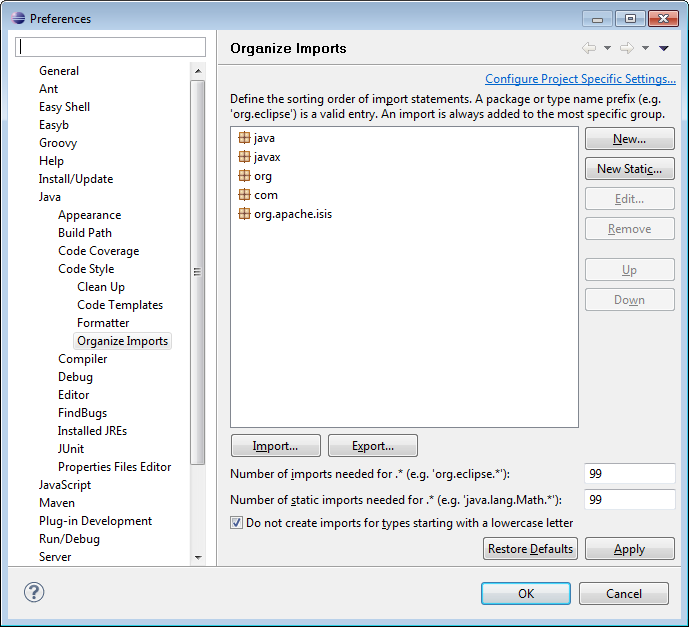 Preferences
Organize Imports
General
Ant
Easy Shell
Easyb
Groovy
Help
Install/Update
Java
Appearance
Build Path
Code Coverage
Code Style
Clean Up
Code Templates
Formatter
Organize Imports
Compiler
Debug
Editor
FindBugs
Installed JREs
JUnit
Properties Files Editor
JavaScript
Maven
Plug-in Development
Run/Debug
Server
Configure Project Specific Settings...
Define the sorting order of import statements. A package or type name prefix (e.g.
'org.eclipse') is a valid entry. An import is always added to the most specific group.
java
javax
org
com
org.apache.isis
New...
New Static...
Edit...
Remove
Up
Down
Import... Export...
Number of imports needed for .* (e.g. 'org.eclipse.*'): 99
Number of static imports needed for .* (e.g. 'java.lang.Math.*'): 99
Do not create imports for types starting with a lowercase letter
Restore Defaults Apply
? OK Cancel